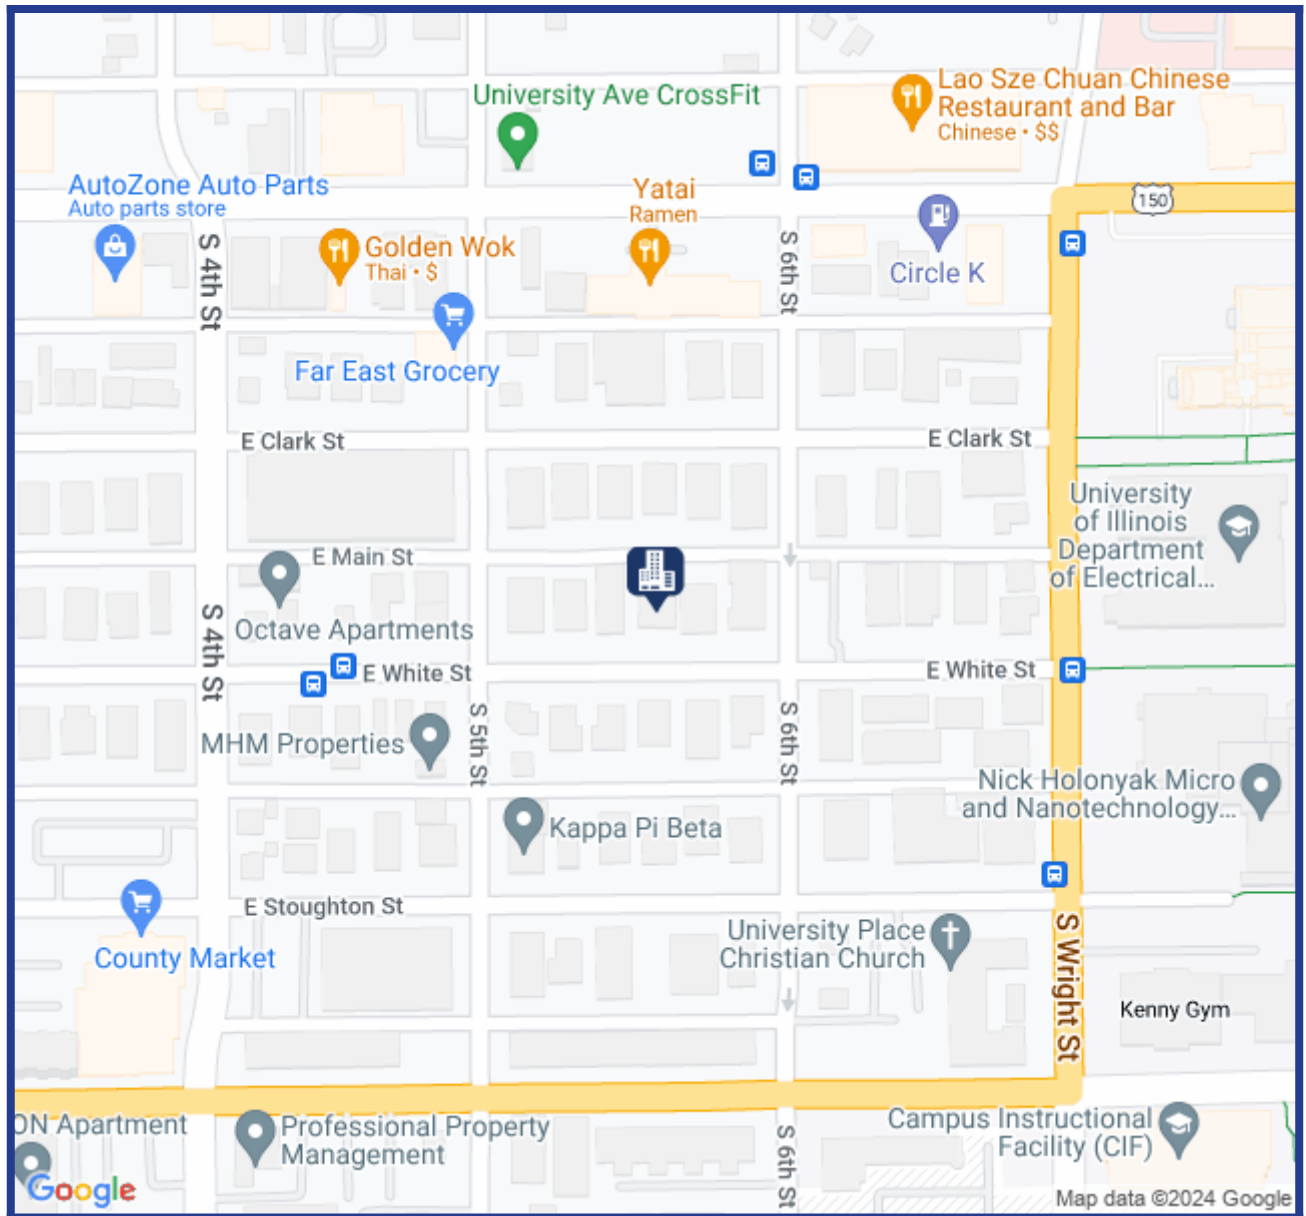 University Ave CrossFit
Lao Sze Chuan Chinese
Restaurant and Bar
Chinese • $$
AutoZone Auto Parts
Auto parts store
Yatai
Ramen
150
S 4th St
Golden Wok
Thai • $
S 6th St
Circle K
Far East Grocery
E Clark St
E Clark St
University
of Illinois
Department
of Electrical...
E Main St
Octave Apartments
S 4th St
E White St
E White St
S 5th St
S 6th St
MHM Properties
Nick Holonyak Micro
and Nanotechnology...
Kappa Pi Beta
E Stoughton St
County Market
University Place
Christian Church
S Wright St
Kenny Gym
ON Apartment
Professional Property
Management
S 6th St
Campus Instructional
Facility (CIF)
Google
Map data ©2024 Google